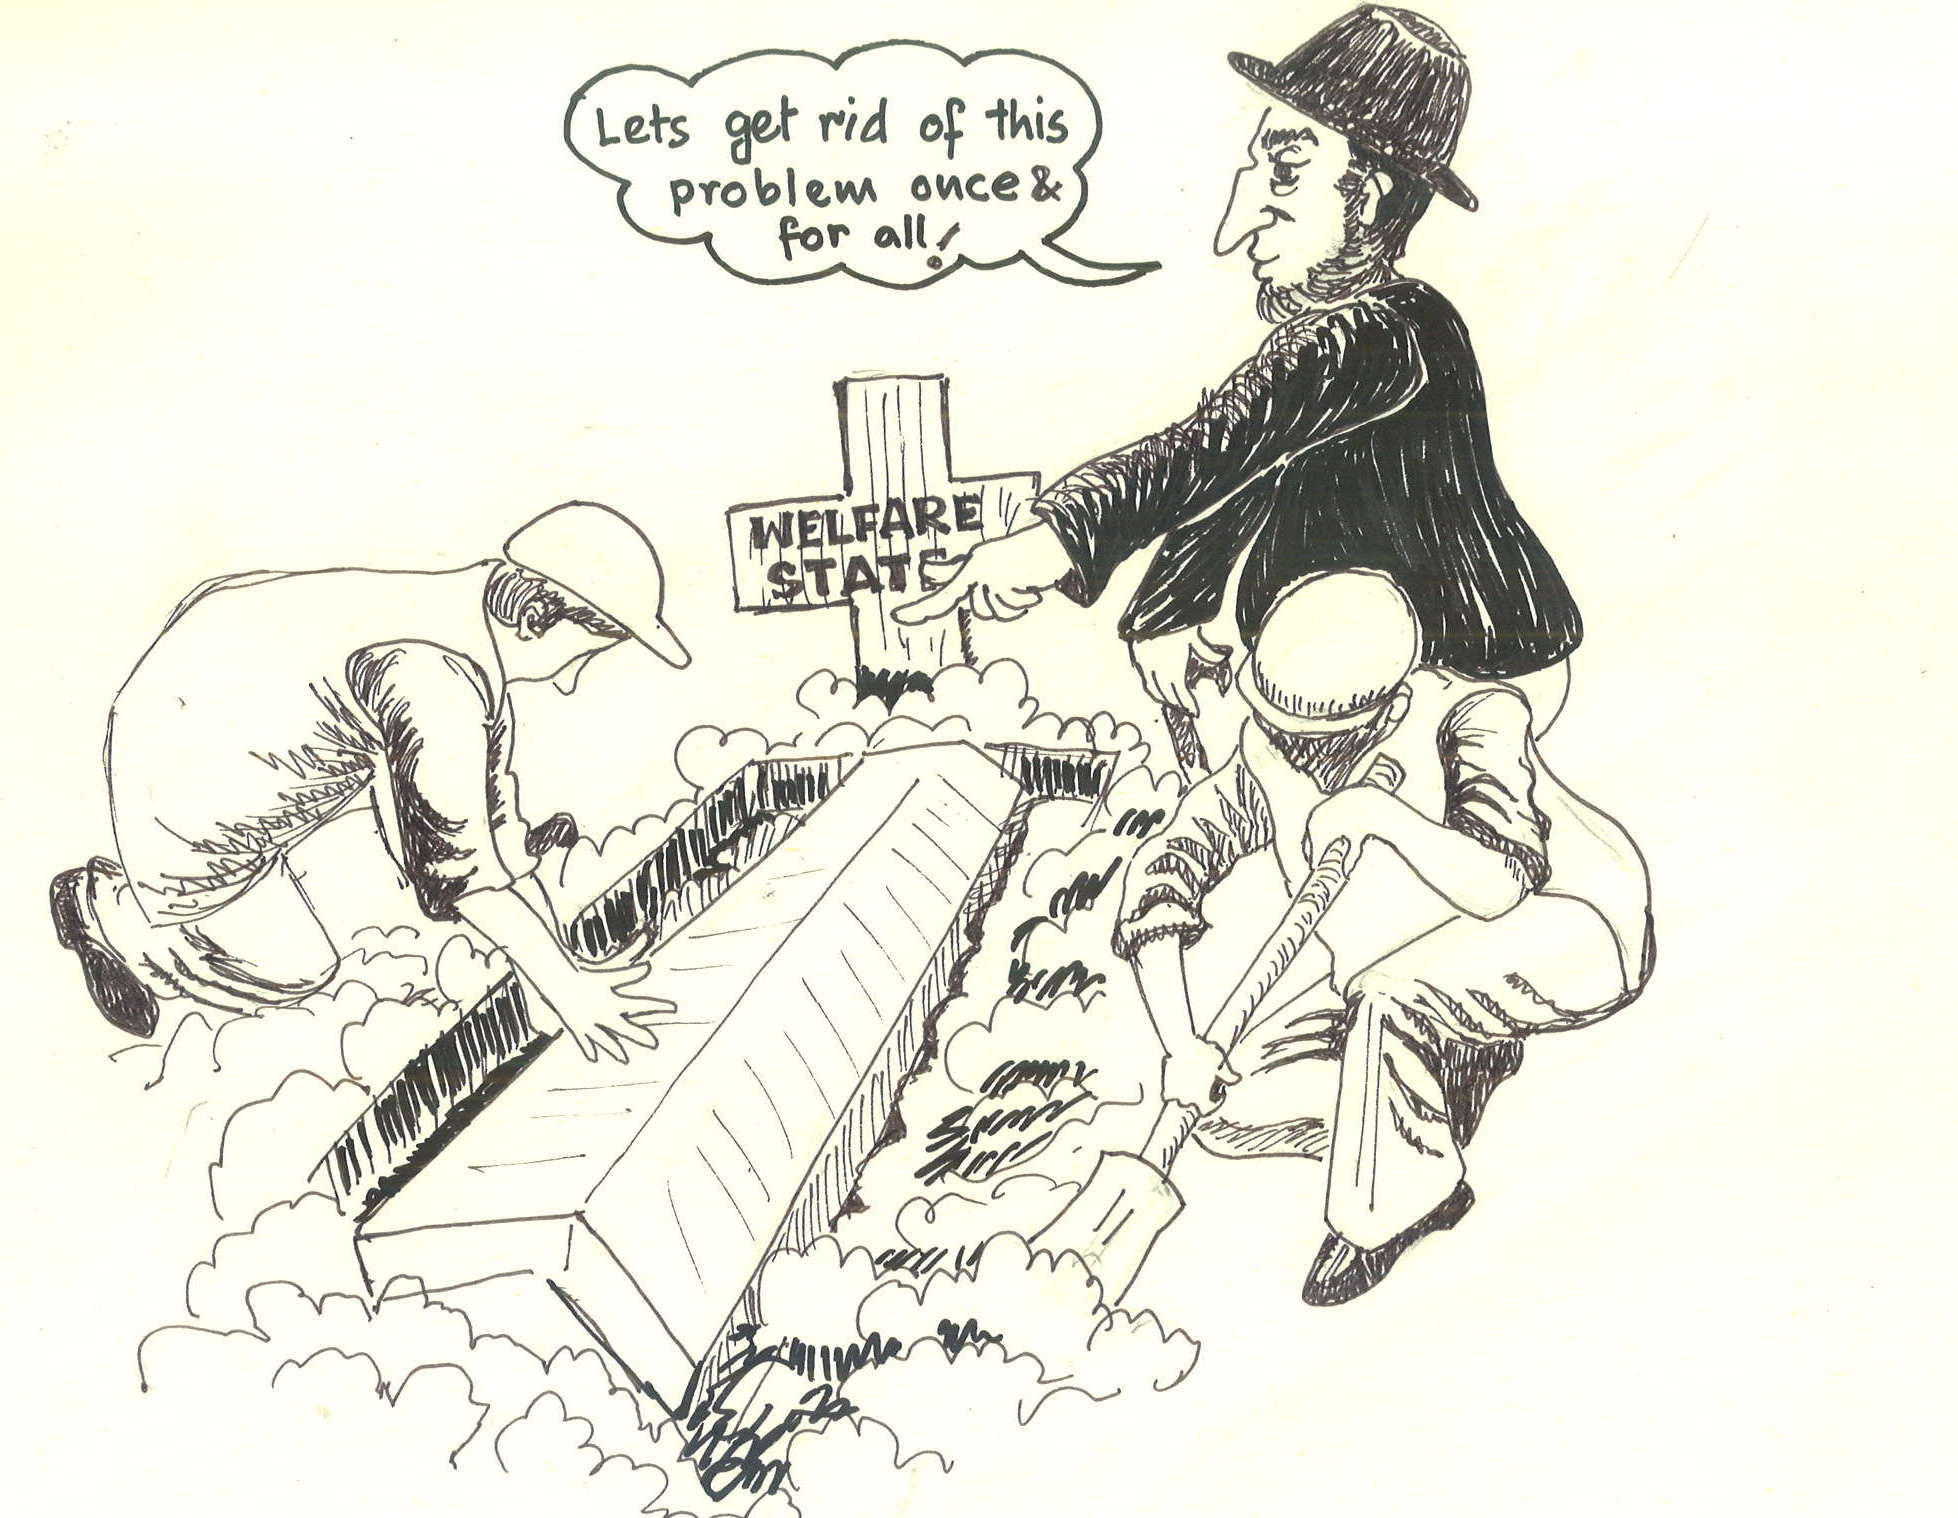 Lets get rid of this
problem once &
for all!
WELFARE
STATE